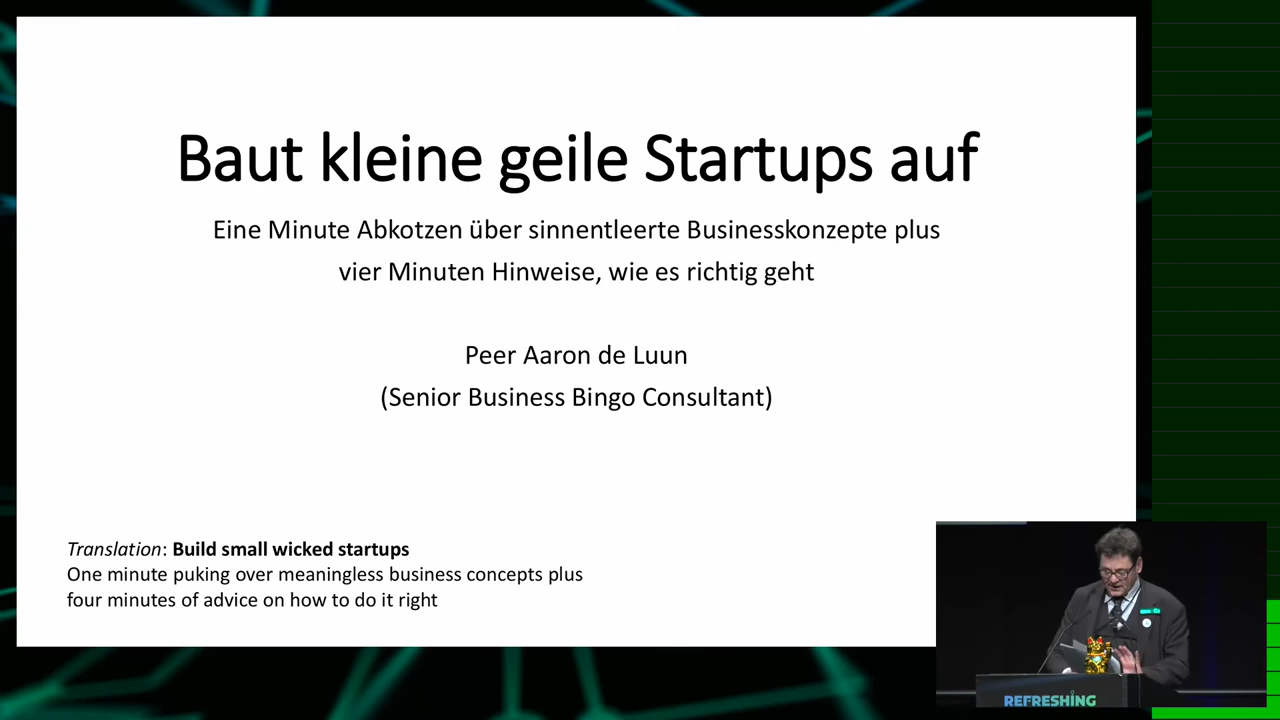 Baut kleine geile Startups auf
Eine Minute Abkotzen über sinnentleerte Businesskonzepte plus
vier Minuten Hinweise, wie es richtig geht
Peer Aaron de Luun
(Senior Business Bingo Consultant)
Translation: Build small wicked startups
One minute puking over meaningless business concepts plus
four minutes of advice on how to do it right
REFRESHING